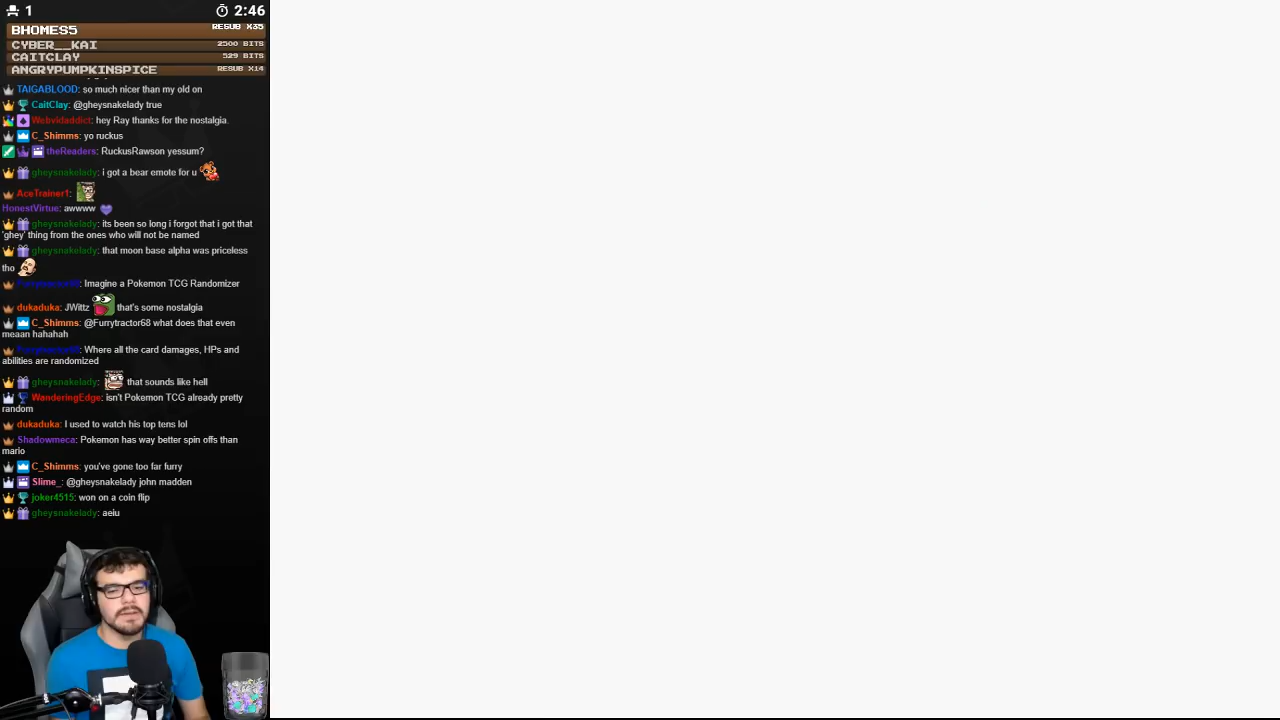 1 2:46
BHOMES5 RESUB X35
CYBER__KAI 2500 BITS
CAITCLAY 529 BITS
ANGRYPUMPKINSPICE RESUB X14
TAIGABLOOD: so much nicer than my old on
CaitClay: @gheysnakelady true
Webvidaddict: hey Ray thanks for the nostalgia.
C_Shimms: yo ruckus
theReaders: RuckusRawson yessum?
gheysnakelady: i got a bear emote for u
AceTrainer1:
HonestVirtue: awwww
gheysnakelady: its been so long i forgot that i got that
'ghey' thing from the ones who will not be named
gheysnakelady: that moon base alpha was priceless
tho
Furrytractor68: Imagine a Pokemon TCG Randomizer
dukaduka: JWittz that's some nostalgia
C_Shimms: @Furrytractor68 what does that even
meaan hahahah
Furrytractor68: Where all the card damages, HPs and
abilities are randomized
gheysnakelady: that sounds like hell
WanderingEdge: isn't Pokemon TCG already pretty
random
dukaduka: I used to watch his top tens lol
Shadowmeca: Pokemon has way better spin offs than
mario
C_Shimms: you've gone too far furry
Slime_: @gheysnakelady john madden
joker4515: won on a coin flip
gheysnakelady: aeiu